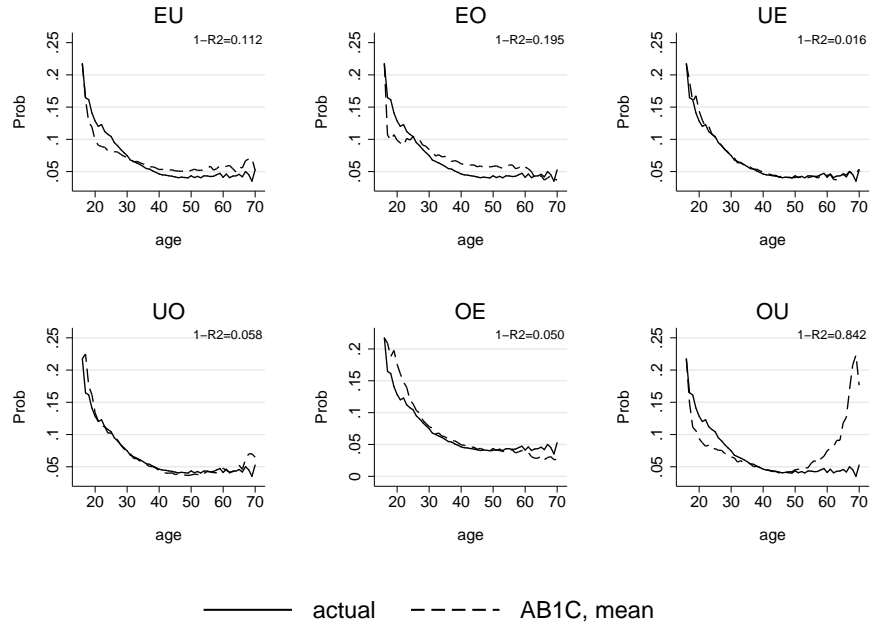 EU
1−R2=0.112
Prob
.05
.1
.15
.2
.25
20 30 40 50 60 70
age
EO
1−R2=0.195
Prob
.05
.1
.15
.2
.25
20 30 40 50 60 70
age
UE
1−R2=0.016
Prob
.05
.1
.15
.2
.25
20 30 40 50 60 70
age
UO
1−R2=0.058
Prob
.05
.1
.15
.2
.25
20 30 40 50 60 70
age
OE
1−R2=0.050
Prob
0
.05
.1
.15
.2
20 30 40 50 60 70
age
OU
1−R2=0.842
Prob
.05
.1
.15
.2
.25
20 30 40 50 60 70
age
actual
AB1C, mean